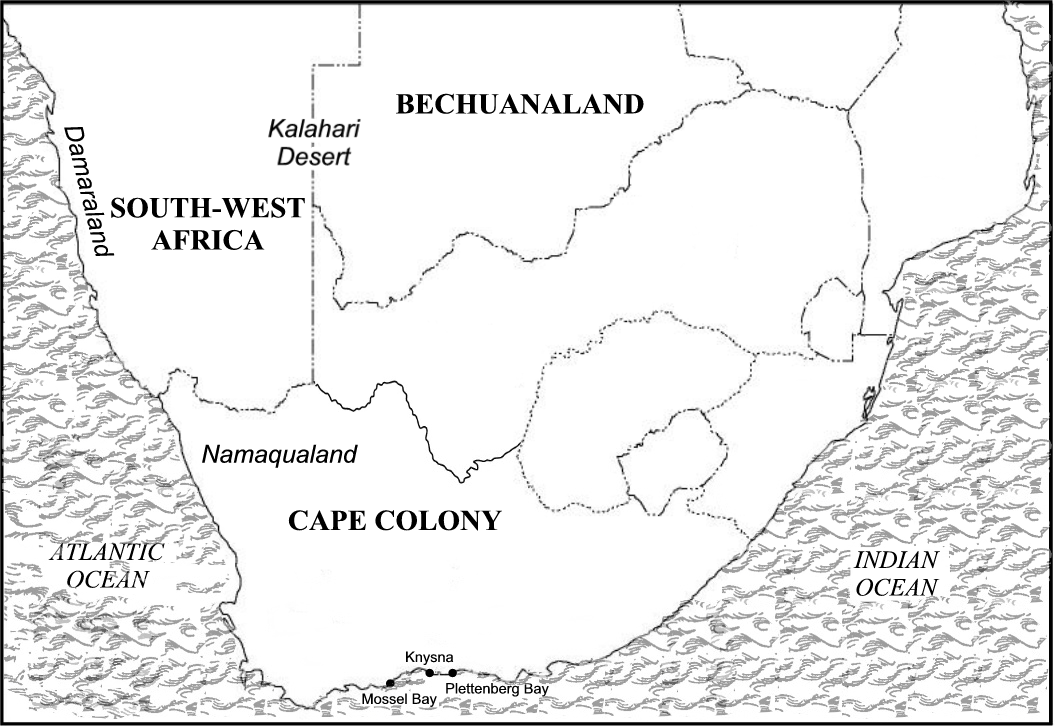 BECHUANALAND
Kalahari
Desert
Damaraland
SOUTH-WEST
AFRICA
Namaqualand
CAPE COLONY
ATLANTIC
OCEAN
INDIAN
OCEAN
Knysna
Plettenberg Bay
Mossel Bay